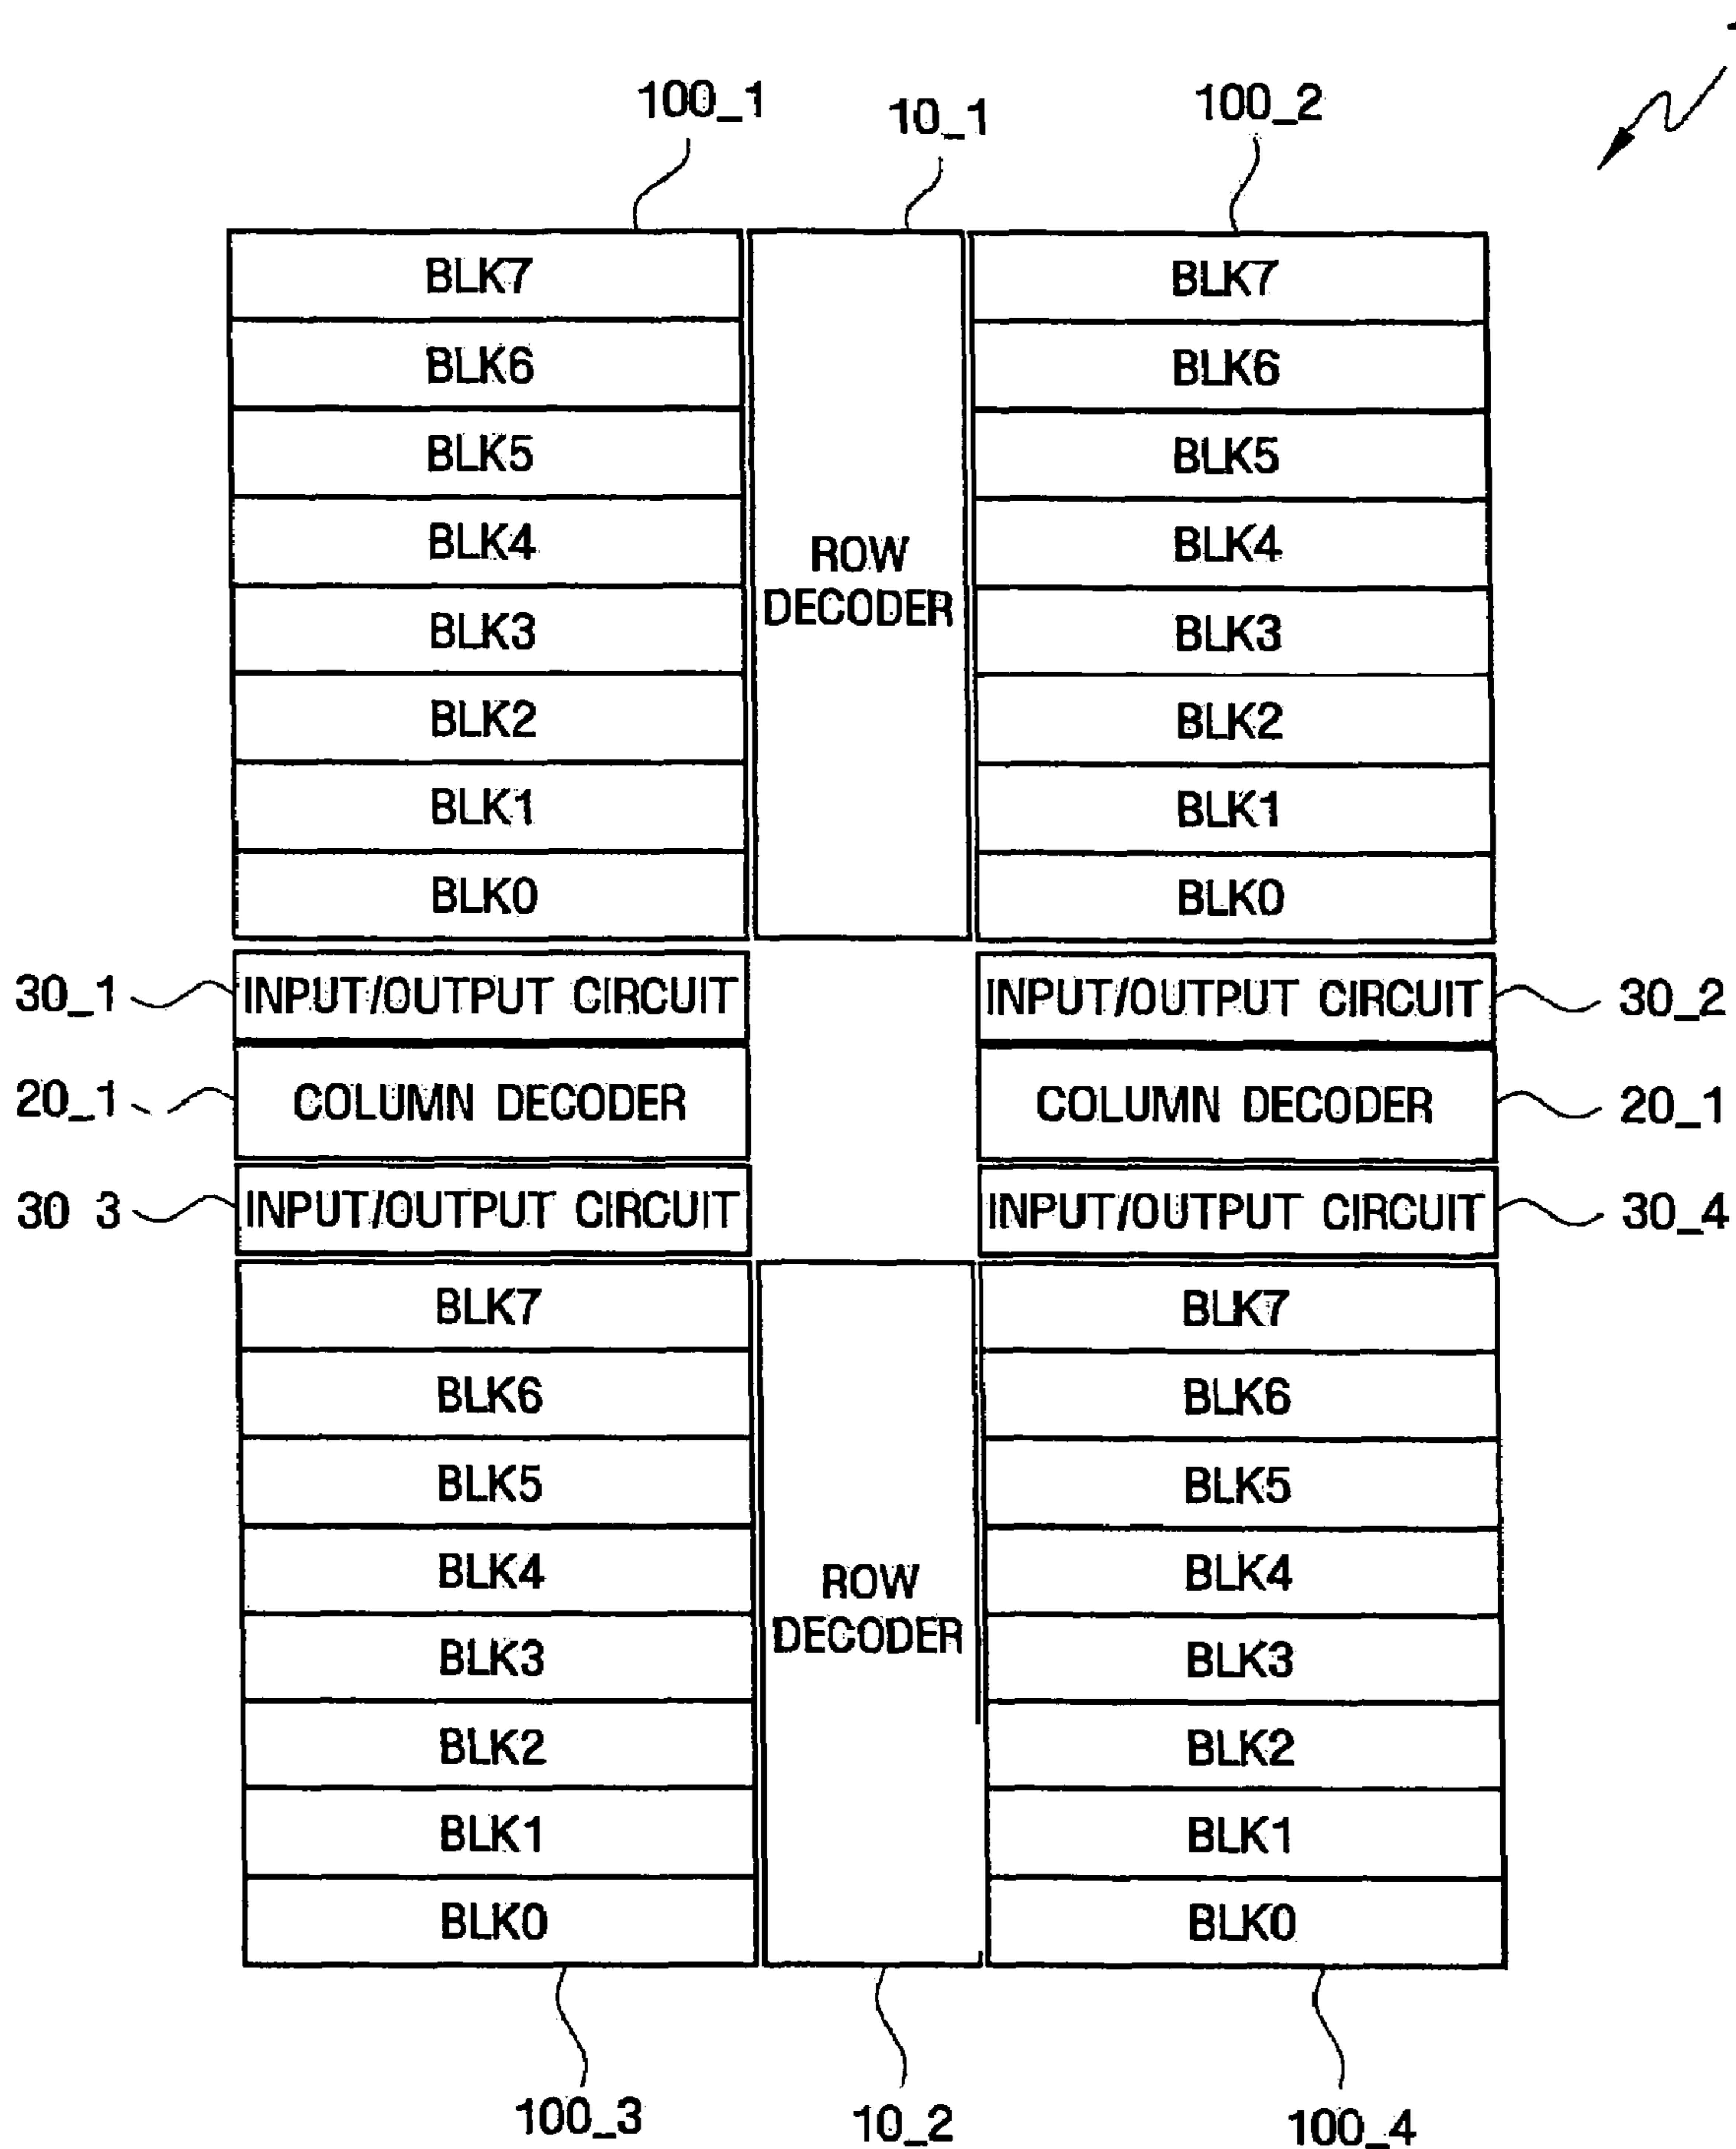 100_1
10_1
100_2
BLK7
BLK6
BLK5
BLK4
BLK3
BLK2
BLK1
BLK0
ROW
DECODER
BLK7
BLK6
BLK5
BLK4
BLK3
BLK2
BLK1
BLK0
30_1
INPUT/OUTPUT CIRCUIT
INPUT/OUTPUT CIRCUIT
30_2
20_1
COLUMN DECODER
COLUMN DECODER
20_1
30 3
INPUT/OUTPUT CIRCUIT
INPUT/OUTPUT CIRCUIT
30_4
BLK7
BLK6
BLK5
BLK4
BLK3
BLK2
BLK1
BLK0
ROW
DECODER
BLK7
BLK6
BLK5
BLK4
BLK3
BLK2
BLK1
BLK0
100_3
10_2
100_4